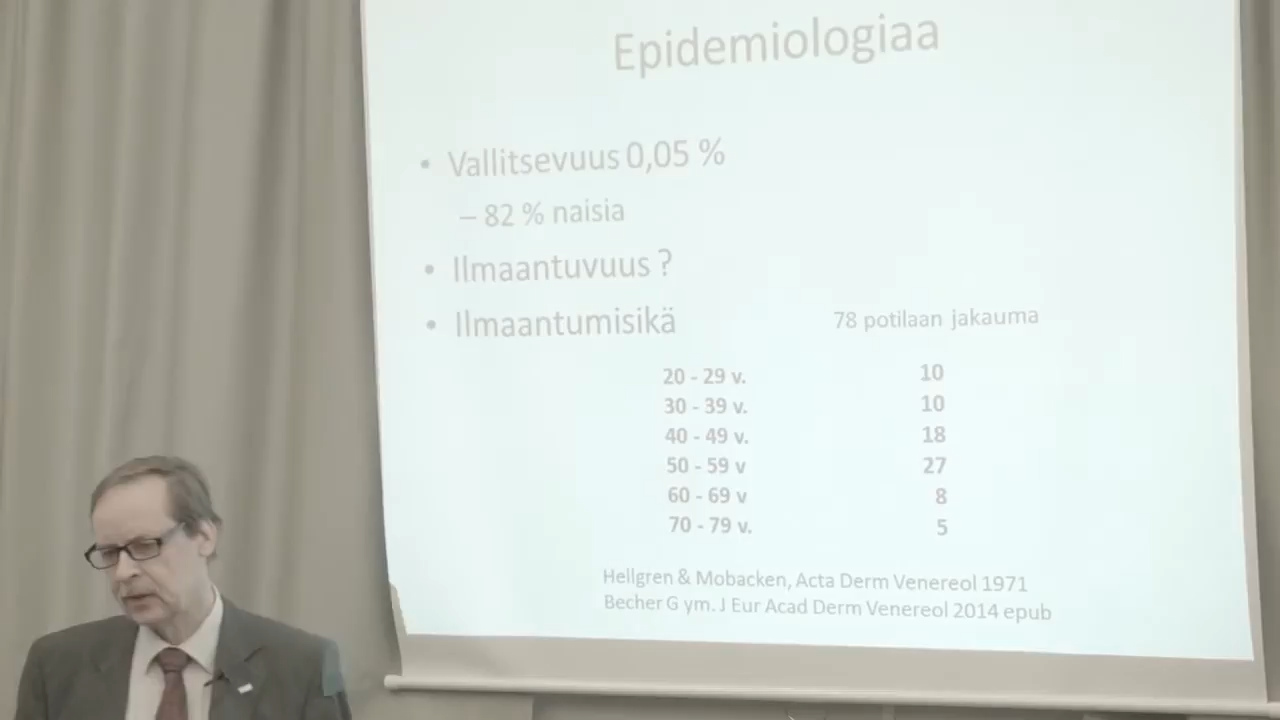 Epidemiologiaa
• Vallitsevuus 0,05 %
– 82 % naisia
• Ilmaantuvuus ?
• Ilmaantumisikä 78 potilaan jakauma
20 - 29 v. 10
30 - 39 v. 10
40 - 49 v. 18
50 - 59 v 27
60 - 69 v 8
70 - 79 v. 5
Hellgren & Mobacken, Acta Derm Venereol 1971
Becher G ym. J Eur Acad Derm Venereol 2014 epub